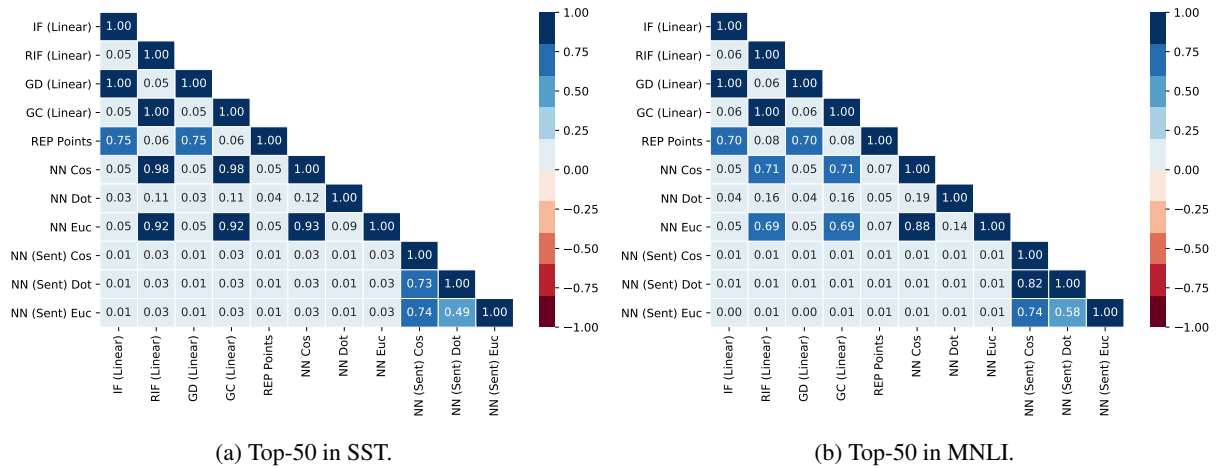 IF (Linear) 1.00
RIF (Linear) 0.05 1.00
GD (Linear) 1.00 0.05 1.00
GC (Linear) 0.05 1.00 0.05 1.00
REP Points 0.75 0.06 0.75 0.06 1.00
NN Cos 0.05 0.98 0.05 0.98 0.05 1.00
NN Dot 0.03 0.11 0.03 0.11 0.04 0.12 1.00
NN Euc 0.05 0.92 0.05 0.92 0.05 0.93 0.09 1.00
NN (Sent) Cos 0.01 0.03 0.01 0.03 0.01 0.03 0.01 0.03 1.00
NN (Sent) Dot 0.01 0.03 0.01 0.03 0.01 0.03 0.01 0.03 0.73 1.00
NN (Sent) Euc 0.01 0.03 0.01 0.03 0.01 0.03 0.01 0.03 0.74 0.49 1.00
IF (Linear)
RIF (Linear)
GD (Linear)
GC (Linear)
REP Points
NN Cos
NN Dot
NN Euc
NN (Sent) Cos
NN (Sent) Dot
NN (Sent) Euc
1.00
0.75
0.50
0.25
0.00
−0.25
−0.50
−0.75
−1.00
(a) Top-50 in SST.
IF (Linear) 1.00
RIF (Linear) 0.06 1.00
GD (Linear) 1.00 0.06 1.00
GC (Linear) 0.06 1.00 0.06 1.00
REP Points 0.70 0.08 0.70 0.08 1.00
NN Cos 0.05 0.71 0.05 0.71 0.07 1.00
NN Dot 0.04 0.16 0.04 0.16 0.05 0.19 1.00
NN Euc 0.05 0.69 0.05 0.69 0.07 0.88 0.14 1.00
NN (Sent) Cos 0.01 0.01 0.01 0.01 0.01 0.01 0.01 0.01 1.00
NN (Sent) Dot 0.01 0.01 0.01 0.01 0.01 0.01 0.01 0.01 0.82 1.00
NN (Sent) Euc 0.00 0.01 0.00 0.01 0.01 0.01 0.01 0.01 0.74 0.58 1.00
IF (Linear)
RIF (Linear)
GD (Linear)
GC (Linear)
REP Points
NN Cos
NN Dot
NN Euc
NN (Sent) Cos
NN (Sent) Dot
NN (Sent) Euc
1.00
0.75
0.50
0.25
0.00
−0.25
−0.50
−0.75
−1.00
(b) Top-50 in MNLI.